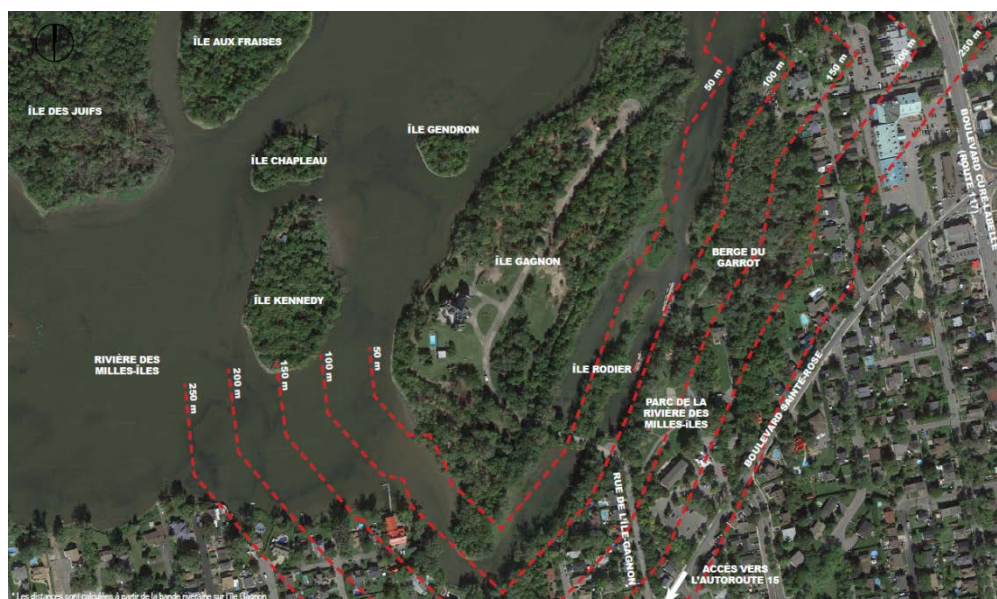 ÎLE AUX FRAISES
ÎLE DES JUIFS
ÎLE CHAPLEAU
ÎLE GENDRON
ÎLE KENNEDY
ÎLE GAGNON
ÎLE RODIER
RIVIÈRE DES
MILLES-ÎLES
BERGE DU
GARROT
PARC DE LA
RIVIÈRE DES
MILLES-ÎLES
50 m
100 m
150 m
200 m
250 m
BOULEVARD CURÉ-LABELLE
(ROUTE 117)
BOULEVARD SAINTE-ROSE
RUE DE L'ÎLE-GAGNON
250 m
200 m
150 m
100 m
50 m
ACCÈS VERS
L'AUTOROUTE 15
* Les distances sont calculées à partir de la bande riveraine sur l'île Gagnon